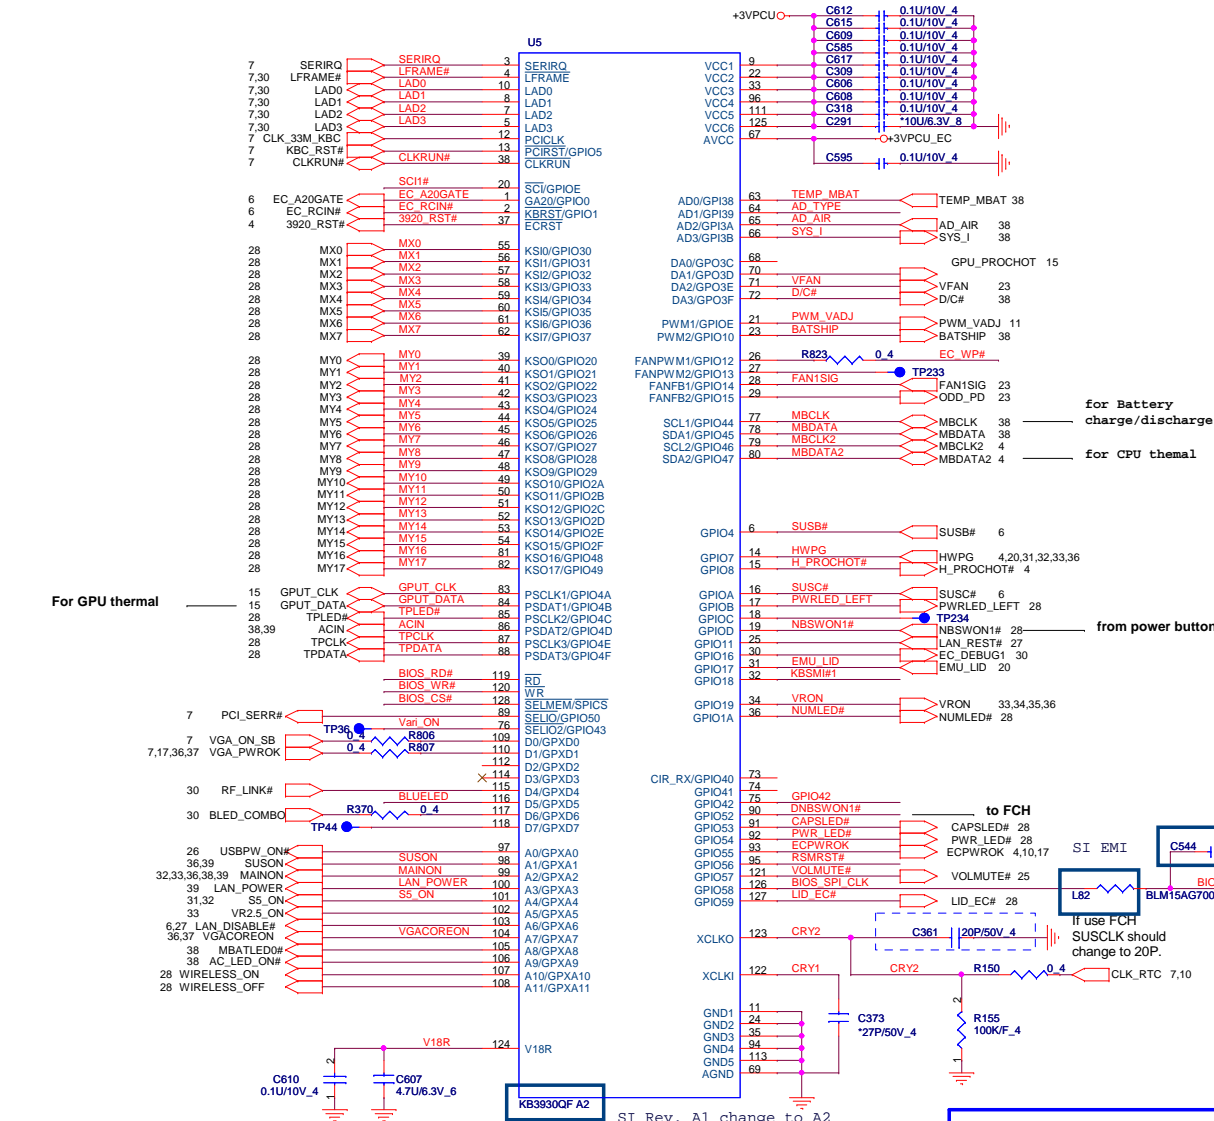 +3VPCU
C612 0.1U/10V_4
C615 0.1U/10V_4
C609 0.1U/10V_4
C585 0.1U/10V_4
C617 0.1U/10V_4
C309 0.1U/10V_4
C606 0.1U/10V_4
C608 0.1U/10V_4
C318 0.1U/10V_4
C291 *10U/6.3V_8
+3VPCU_EC
C595 0.1U/10V_4
U5
7 SERIRQ SERIRQ 3 SERIRQ
7,30 LFRAME# LFRAME# 4 LFRAME
7,30 LAD0 LAD0 10 LAD0
7,30 LAD1 LAD1 8 LAD1
7,30 LAD2 LAD2 7 LAD2
7,30 LAD3 LAD3 5 LAD3
7 CLK_33M_KBC 12 PCICLK
7 KBC_RST# 13 PCIRST/GPIO5
7 CLKRUN# CLKRUN# 38 CLKRUN
SCI1# 20 SCI/GPIOE
6 EC_A20GATE EC_A20GATE 1 GA20/GPIO0
6 EC_RCIN# EC_RCIN# 2 KBRST/GPIO1
4 3920_RST# 3920_RST# 37 ECRST
28 MX0 MX0 55 KSI0/GPIO30
28 MX1 MX1 56 KSI1/GPIO31
28 MX2 MX2 57 KSI2/GPIO32
28 MX3 MX3 58 KSI3/GPIO33
28 MX4 MX4 59 KSI4/GPIO34
28 MX5 MX5 60 KSI5/GPIO35
28 MX6 MX6 61 KSI6/GPIO36
28 MX7 MX7 62 KSI7/GPIO37
28 MY0 MY0 39 KSO0/GPIO20
28 MY1 MY1 40 KSO1/GPIO21
28 MY2 MY2 41 KSO2/GPIO22
28 MY3 MY3 42 KSO3/GPIO23
28 MY4 MY4 43 KSO4/GPIO24
28 MY5 MY5 44 KSO5/GPIO25
28 MY6 MY6 45 KSO6/GPIO26
28 MY7 MY7 46 KSO7/GPIO27
28 MY8 MY8 47 KSO8/GPIO28
28 MY9 MY9 48 KSO9/GPIO29
28 MY10 MY10 49 KSO10/GPIO2A
28 MY11 MY11 50 KSO11/GPIO2B
28 MY12 MY12 51 KSO12/GPIO2C
28 MY13 MY13 52 KSO13/GPIO2D
28 MY14 MY14 53 KSO14/GPIO2E
28 MY15 MY15 54 KSO15/GPIO2F
28 MY16 MY16 81 KSO16/GPIO48
28 MY17 MY17 82 KSO17/GPIO49
For GPU thermal
15 GPUT_CLK GPUT_CLK 83 PSCLK1/GPIO4A
15 GPUT_DATA GPUT_DATA 84 PSDAT1/GPIO4B
28 TPLED# TPLED# 85 PSCLK2/GPIO4C
38,39 ACIN ACIN 86 PSDAT2/GPIO4D
28 TPCLK TPCLK 87 PSCLK3/GPIO4E
28 TPDATA TPDATA 88 PSDAT3/GPIO4F
BIOS_RD# 119 RD
BIOS_WR# 120 WR
BIOS_CS# 128 SELMEM/SPICS
7 PCI_SERR# 89 SELIO/GPIO50
TP36 Vari_ON 76 SELIO2/GPIO43
7 VGA_ON_SB 0_4 R806 109 D0/GPXD0
7,17,36,37 VGA_PWROK 0_4 R807 110 D1/GPXD1
112 D2/GPXD2
114 D3/GPXD3
30 RF_LINK# 115 D4/GPXD4
BLUELED 116 D5/GPXD5
30 BLED_COMBO R370 0_4 117 D6/GPXD6
TP44 118 D7/GPXD7
26 USBPW_ON# 97 A0/GPXA0
36,39 SUSON SUSON 98 A1/GPXA1
32,33,36,38,39 MAINON MAINON 99 A2/GPXA2
39 LAN_POWER LAN_POWER 100 A3/GPXA3
31,32 S5_ON S5_ON 101 A4/GPXA4
33 VR2.5_ON 102 A5/GPXA5
6,27 LAN_DISABLE# 103 A6/GPXA6
36,37 VGACOREON VGACOREON 104 A7/GPXA7
38 MBATLED0# 105 A8/GPXA8
38 AC_LED_ON# 106 A9/GPXA9
28 WIRELESS_ON 107 A10/GPXA10
28 WIRELESS_OFF 108 A11/GPXA11
V18R 124 V18R
2 1 C610 0.1U/10V_4
C607 4.7U/6.3V_6
KB3930QF A2
SI Rev. A1 change to A2
VCC1 9
VCC2 22
VCC3 33
VCC4 96
VCC5 111
VCC6 125
AVCC 67
AD0/GPI38 63 TEMP_MBAT TEMP_MBAT 38
AD1/GPI39 64 AD_TYPE
AD2/GPI3A 65 AD_AIR AD_AIR 38
AD3/GPI3B 66 SYS_I SYS_I 38
DA0/GPO3C 68
DA1/GPO3D 70 GPU_PROCHOT 15
DA2/GPO3E 71 VFAN VFAN 23
DA3/GPO3F 72 D/C# D/C# 38
PWM1/GPIOE 21 PWM_VADJ PWM_VADJ 11
PWM2/GPIO10 23 BATSHIP BATSHIP 38
FANPWM1/GPIO12 26 R823 0_4 EC_WP#
FANPWM2/GPIO13 27 TP233
FANFB1/GPIO14 28 FAN1SIG FAN1SIG 23
FANFB2/GPIO15 29 ODD_PD 23
SCL1/GPIO44 77 MBCLK MBCLK 38
SDA1/GPIO45 78 MBDATA MBDATA 38
SCL2/GPIO46 79 MBCLK2 MBCLK2 4
SDA2/GPIO47 80 MBDATA2 MBDATA2 4
for Battery
charge/discharge
for CPU themal
GPIO4 6 SUSB# SUSB# 6
GPIO7 14 HWPG HWPG 4,20,31,32,33,36
GPIO8 15 H_PROCHOT# H_PROCHOT# 4
GPIOA 16 SUSC# SUSC# 6
GPIOB 17 PWRLED_LEFT PWRLED_LEFT 28
GPIOC 18 TP234
GPIOD 19 NBSWON1# NBSWON1# 28 from power button
GPIO11 25 LAN_REST# 27
GPIO16 30 EC_DEBUG1 30
GPIO17 31 EMU_LID EMU_LID 20
GPIO18 32 KBSMI#1
GPIO19 34 VRON VRON 33,34,35,36
GPIO1A 36 NUMLED# NUMLED# 28
CIR_RX/GPIO40 73
GPIO41 74
GPIO42 75 GPIO42
GPIO52 90 DNBSWON1# to FCH
GPIO53 91 CAPSLED# CAPSLED# 28
GPIO54 92 PWR_LED# PWR_LED# 28
GPIO55 93 ECPWROK ECPWROK 4,10,17
GPIO56 95 RSMRST#
GPIO57 121 VOLMUTE# VOLMUTE# 25
GPIO58 126 BIOS_SPI_CLK
GPIO59 127 LID_EC# LID_EC# 28
SI EMI
C544
L82 BLM15AG700
BIO
XCLKO 123 CRY2 C361 20P/50V_4
If use FCH
SUSCLK should
change to 20P.
XCLKI 122 CRY1 CRY2 R150 0_4 CLK_RTC 7,10
C373 *27P/50V_4
2 1 R155 100K/F_4
GND1 11
GND2 24
GND3 35
GND4 94
GND5 113
AGND 69